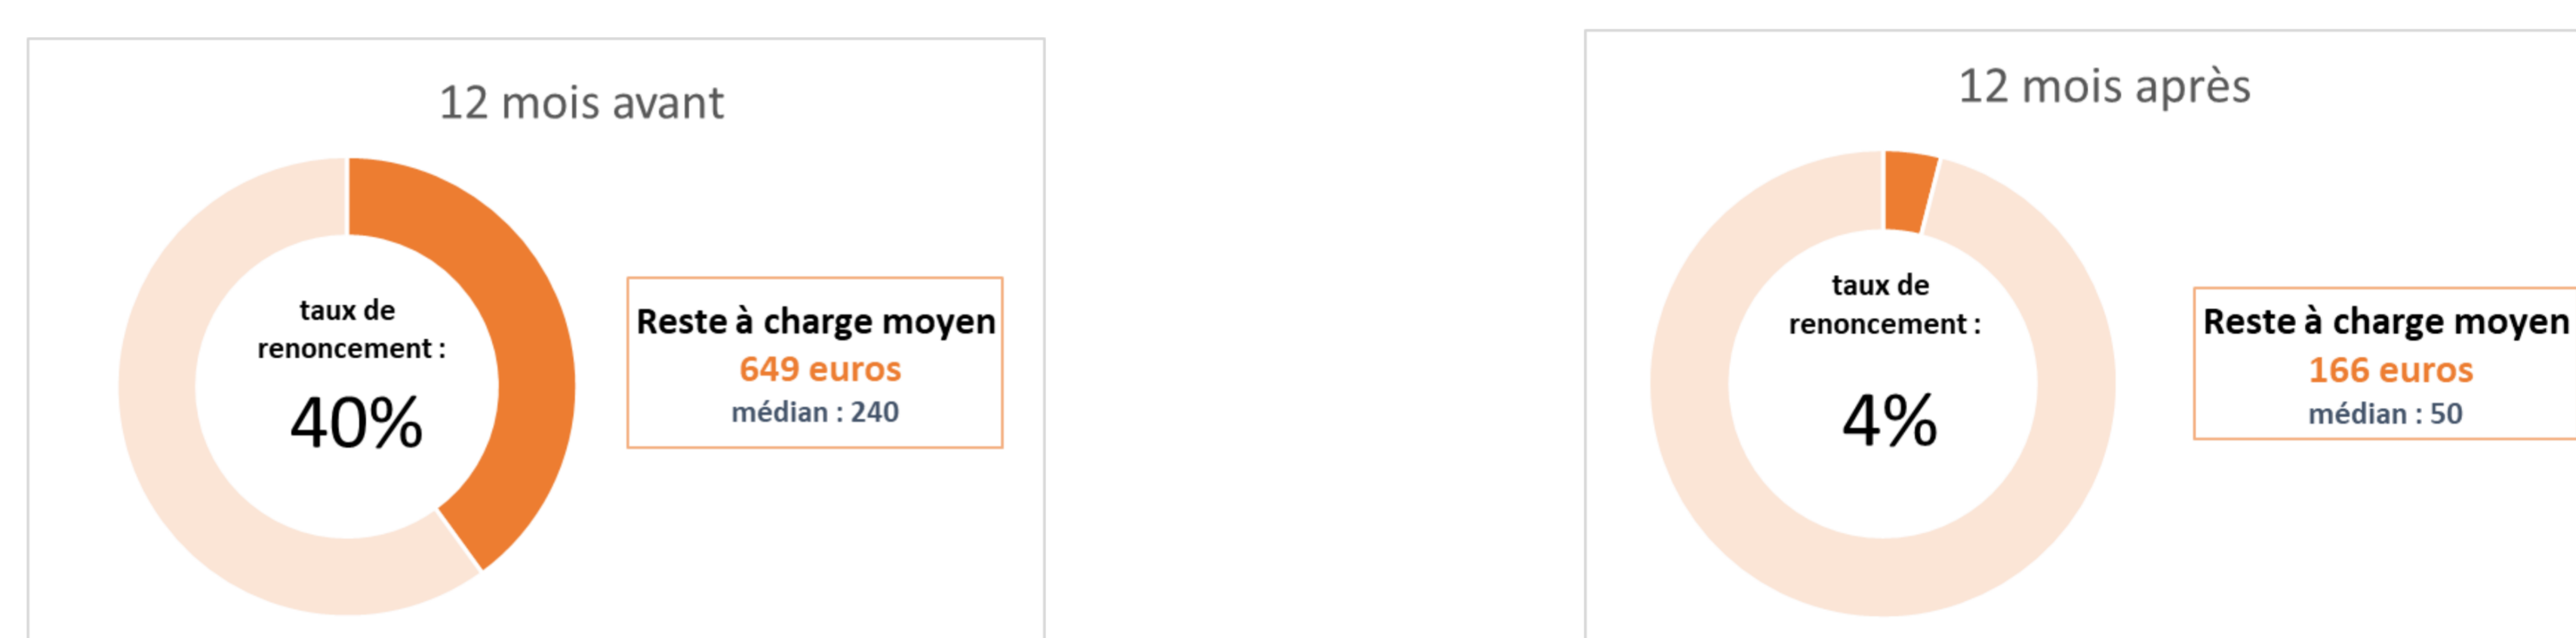 12 mois avant
taux de
renoncement :
40%
Reste à charge moyen
649 euros
médian : 240
12 mois après
taux de
renoncement :
4%
Reste à charge moyen
166 euros
médian : 50